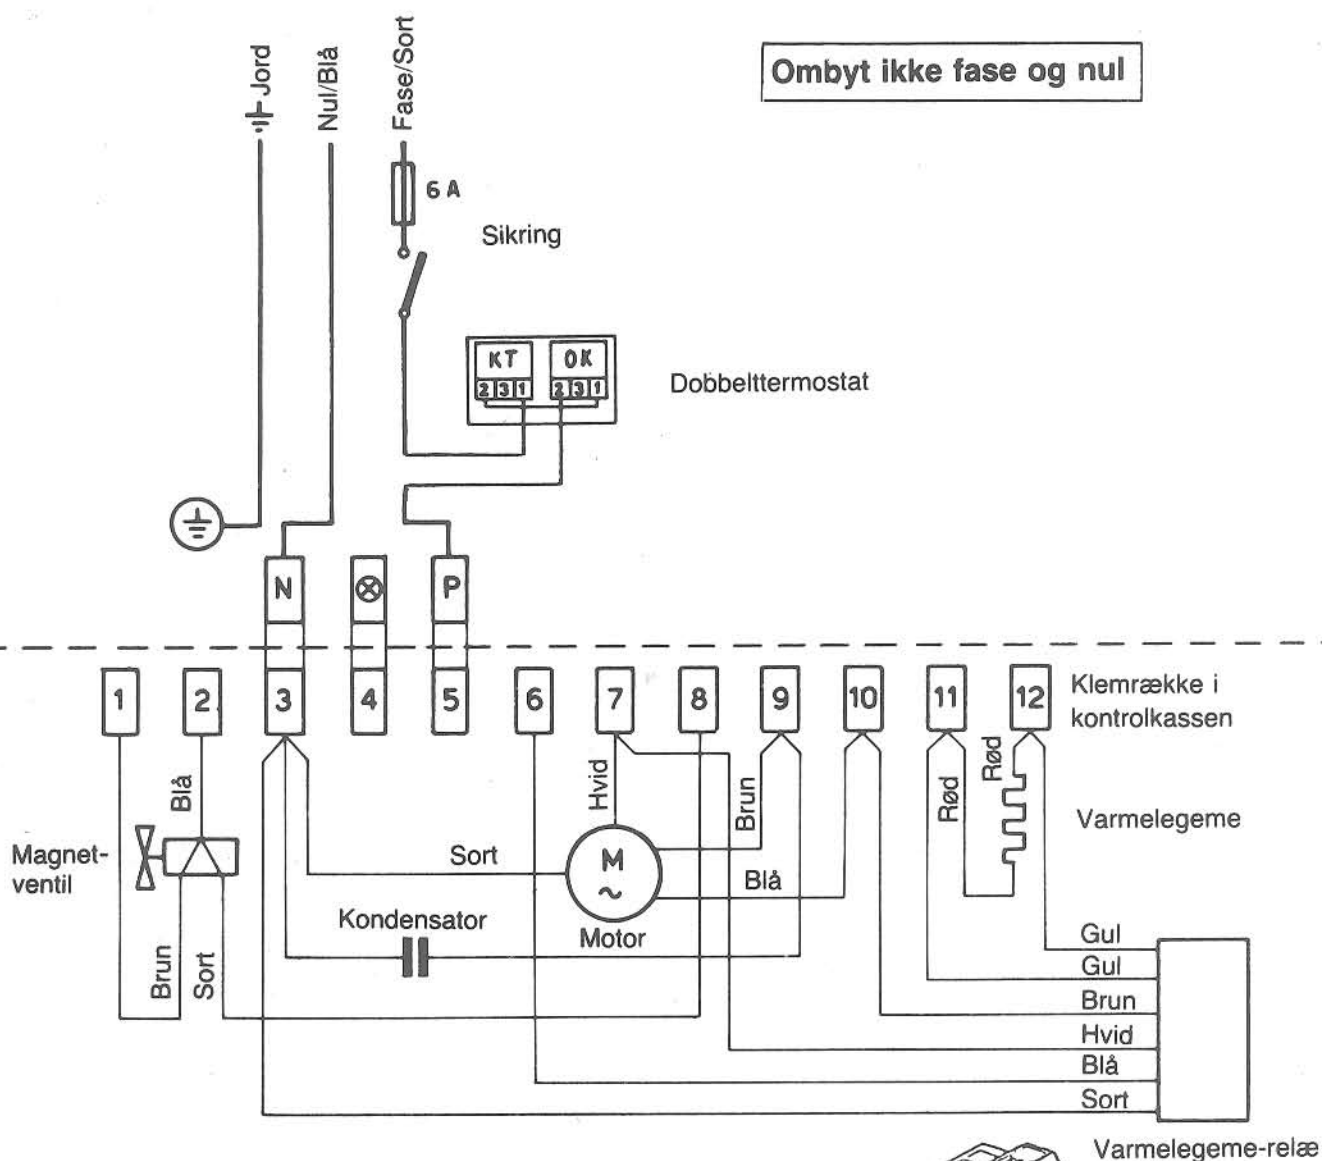 Ombyt ikke fase og nul
Jord
Nul/Blå
Fase/Sort
6 A
Sikring
KT OK
2 3 1 2 3 1
Dobbelttermostat
N P
1 2 3 4 5 6 7 8 9 10 11 12
Klemrække i
kontrolkassen
Blå
Hvid
Brun
Rød
Rød
Varmelegeme
Magnet-
ventil
Sort
M
~
Blå
Kondensator
Motor
Brun
Sort
Gul
Gul
Brun
Hvid
Blå
Sort
Varmelegeme-relæ